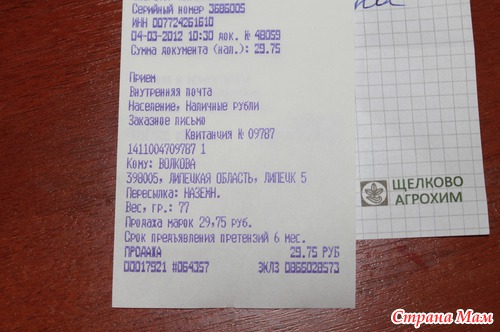 Серийный номер 3686005
ИНН 007724261610
04-03-2012 10:30 док. № 48059
Сумма документа (нал.): 29.75
Прием
Внутренняя почта
Население, Наличные рубли
Заказное письмо
Квитанция № 09787
1411004709787 1
Кому: ВОЛКОВА
398005, ЛИПЕЦКАЯ ОБЛАСТЬ, ЛИПЕЦК 5
Пересылка: НАЗЕМН.
Вес, гр.: 77
Продажа марок 29,75 руб.
Срок предъявления претензий 6 мес.
ПРОДАЖА 29.75 РУБ
00017921 #064357 ЭКЛЗ 0866028573
ЩЕЛКОВО
АГРОХИМ
Страна Мам